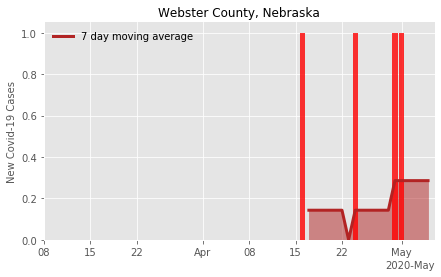 Webster County, Nebraska
7 day moving average
New Covid-19 Cases
1.0
0.8
0.6
0.4
0.2
0.0
08 15 22 Apr 08 15 22 May
2020-May